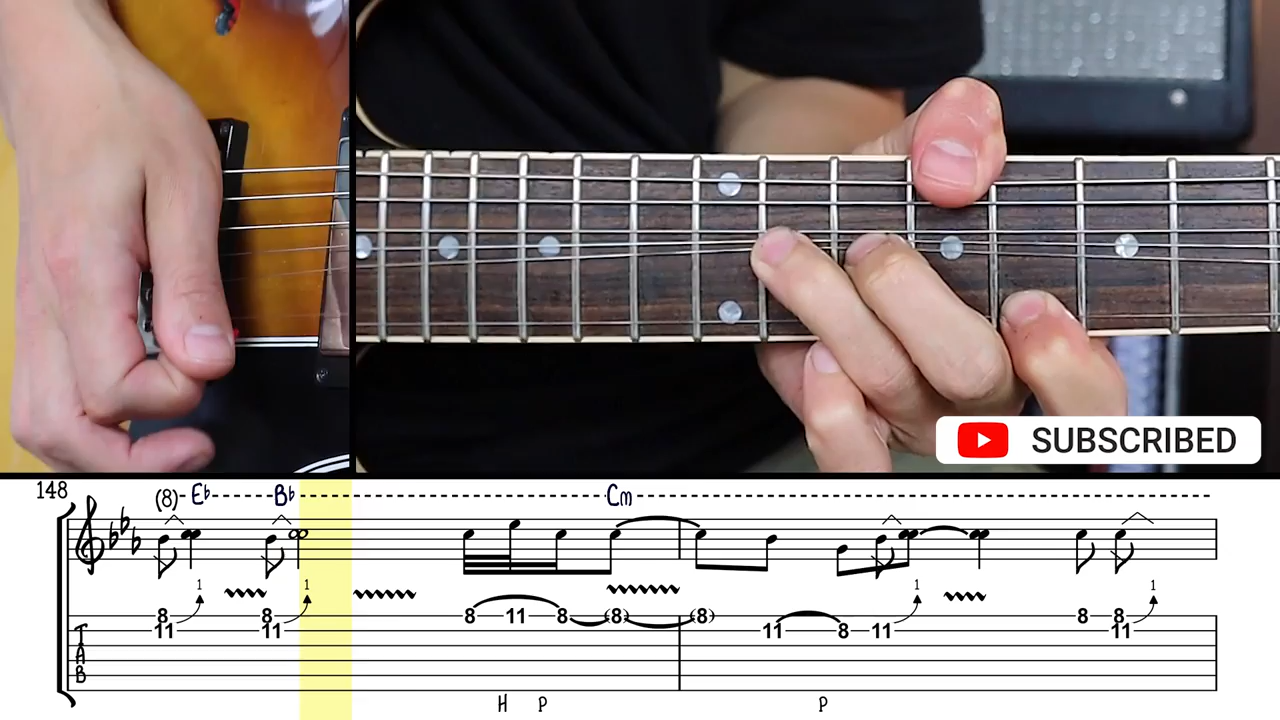 SUBSCRIBED
148
(8) E♭ B♭ Cm
1 1 1 1
8 8 8 11 8 (8) (8) 8 8
11 11 11 8 11 11
T
A
B
H P P